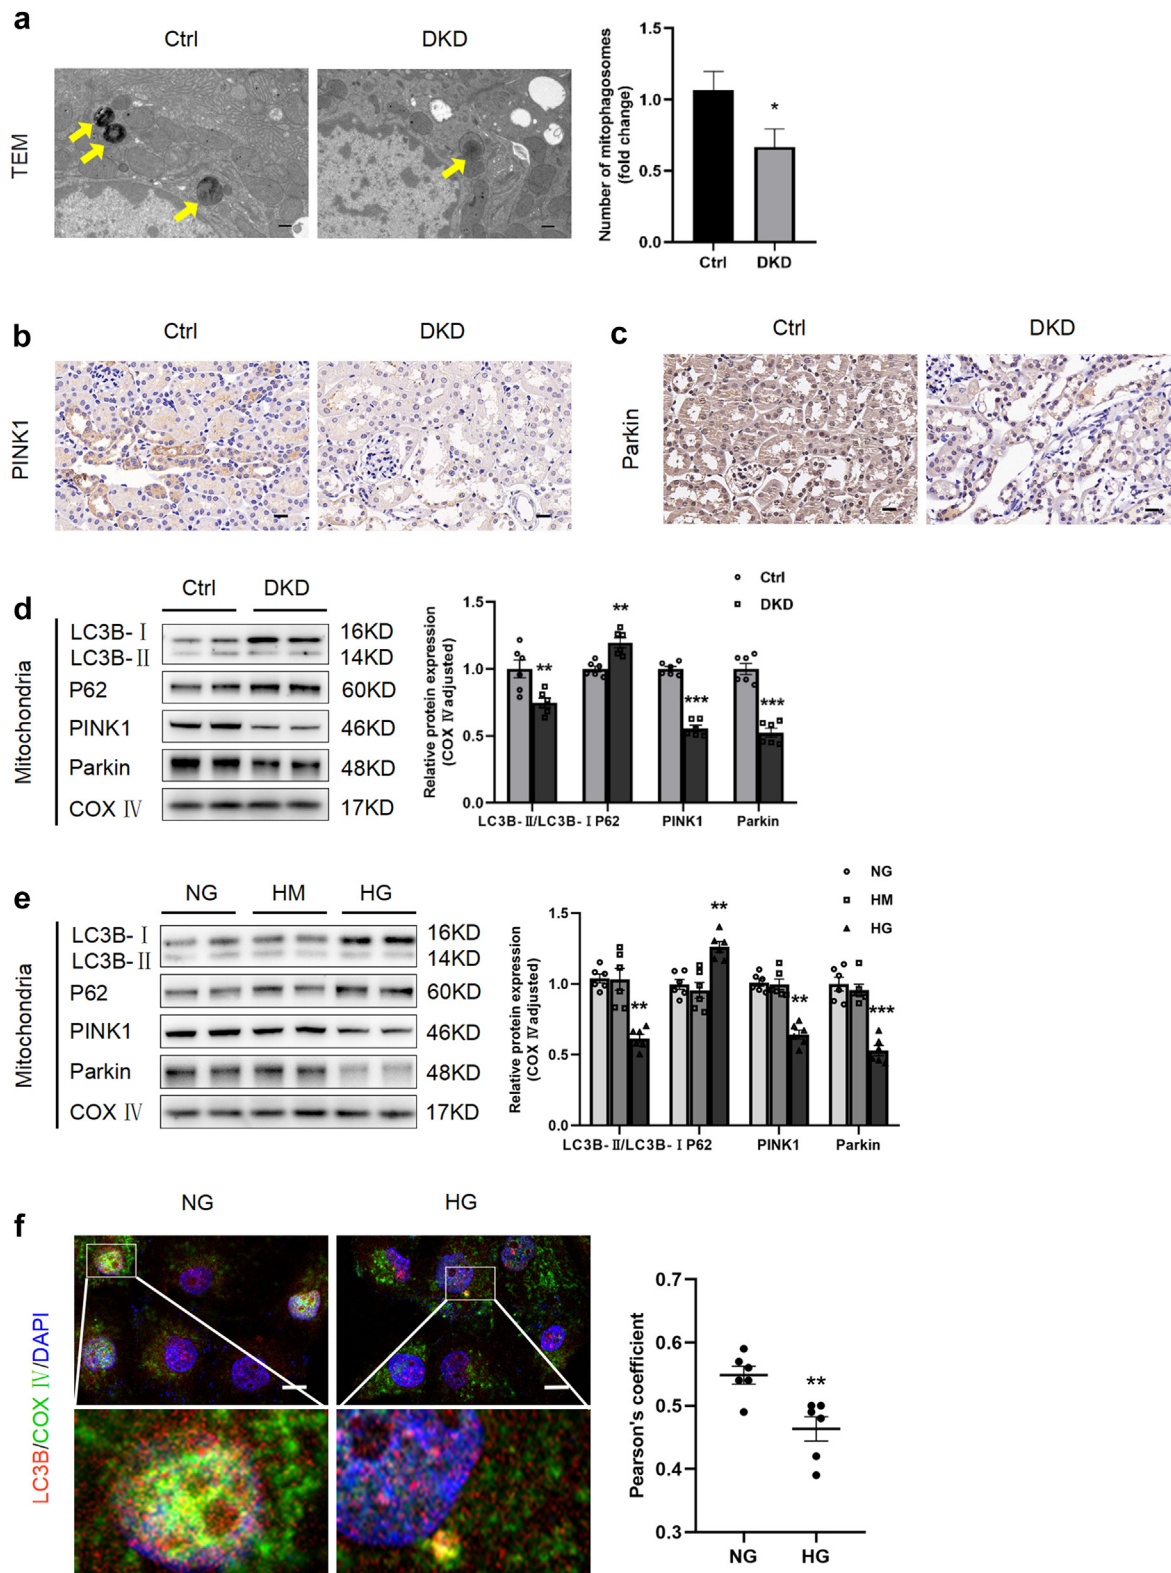 a
Ctrl
DKD
TEM
Number of mitophagosomes
(fold change)
1.5
1.0
0.5
0.0
*
Ctrl
DKD
b
Ctrl
DKD
PINK1
c
Ctrl
DKD
Parkin
d
Ctrl
DKD
Mitochondria
LC3B-Ⅰ
16KD
LC3B-Ⅱ
14KD
P62
60KD
PINK1
46KD
Parkin
48KD
COX Ⅳ
17KD
Ctrl
DKD
Relative protein expression
(COX Ⅳ adjusted)
1.5
1.0
0.5
0.0
**
**
***
***
LC3B-Ⅱ/LC3B-Ⅰ P62 PINK1 Parkin
e
NG HM HG
Mitochondria
LC3B-Ⅰ
16KD
LC3B-Ⅱ
14KD
P62
60KD
PINK1
46KD
Parkin
48KD
COX Ⅳ
17KD
NG
HM
HG
Relative protein expression
(COX Ⅳ adjusted)
1.5
1.0
0.5
0.0
**
**
**
***
LC3B-Ⅱ/LC3B-Ⅰ P62 PINK1 Parkin
f
NG
HG
LC3B/COX Ⅳ/DAPI
Pearson's coefficient
0.7
0.6
0.5
0.4
0.3
**
NG
HG